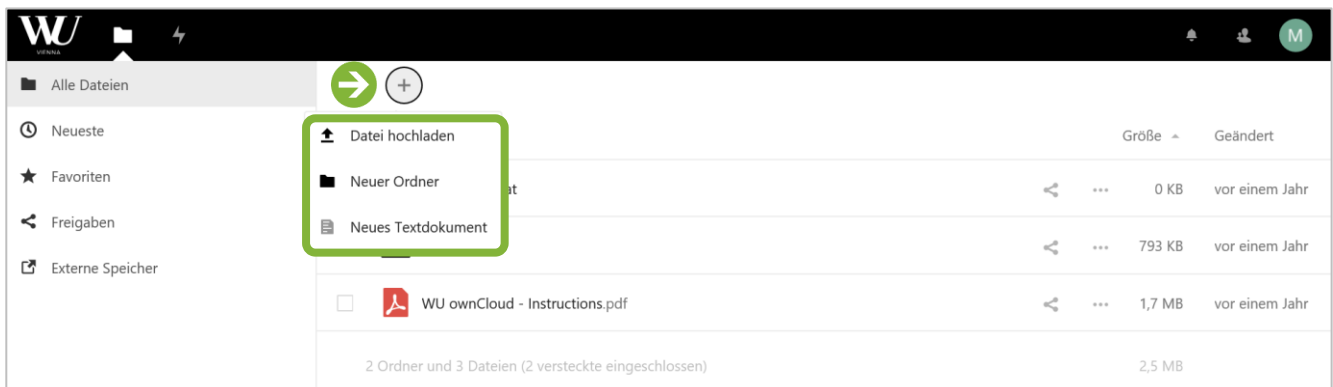 WU
VIENNA
M
Alle Dateien
Neueste
Favoriten
Freigaben
Externe Speicher
+
Datei hochladen
Neuer Ordner
Neues Textdokument
Größe Geändert
0 KB vor einem Jahr
793 KB vor einem Jahr
WU ownCloud - Instructions.pdf 1,7 MB vor einem Jahr
2 Ordner und 3 Dateien (2 versteckte eingeschlossen) 2,5 MB